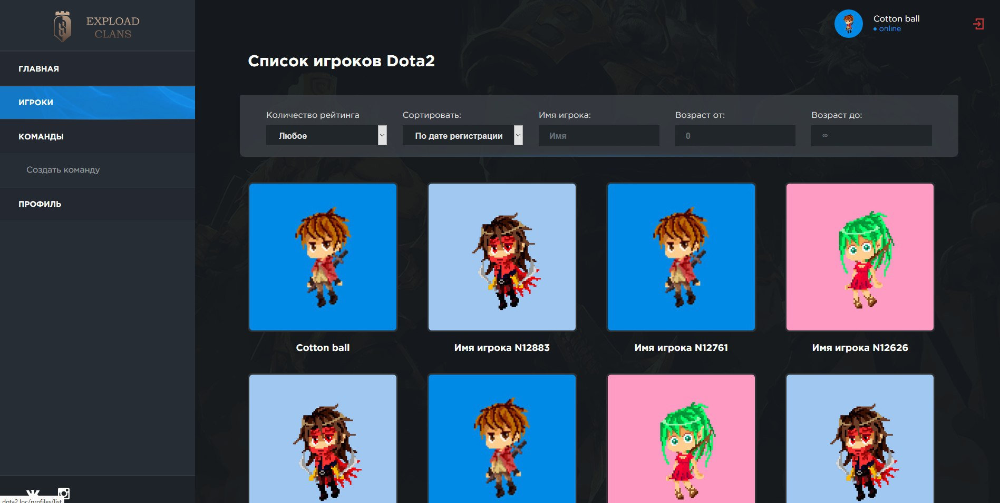 EXPLOAD
CLANS
ГЛАВНАЯ
ИГРОКИ
КОМАНДЫ
Создать команду
ПРОФИЛЬ
Cotton ball
online
Список игроков Dota2
Количество рейтинга
Любое
Сортировать:
По дате регистрации
Имя игрока:
Имя
Возраст от:
0
Возраст до:
∞
Cotton ball
Имя игрока N12883
Имя игрока N12761
Имя игрока N12626
dota2.loc/profiles/list